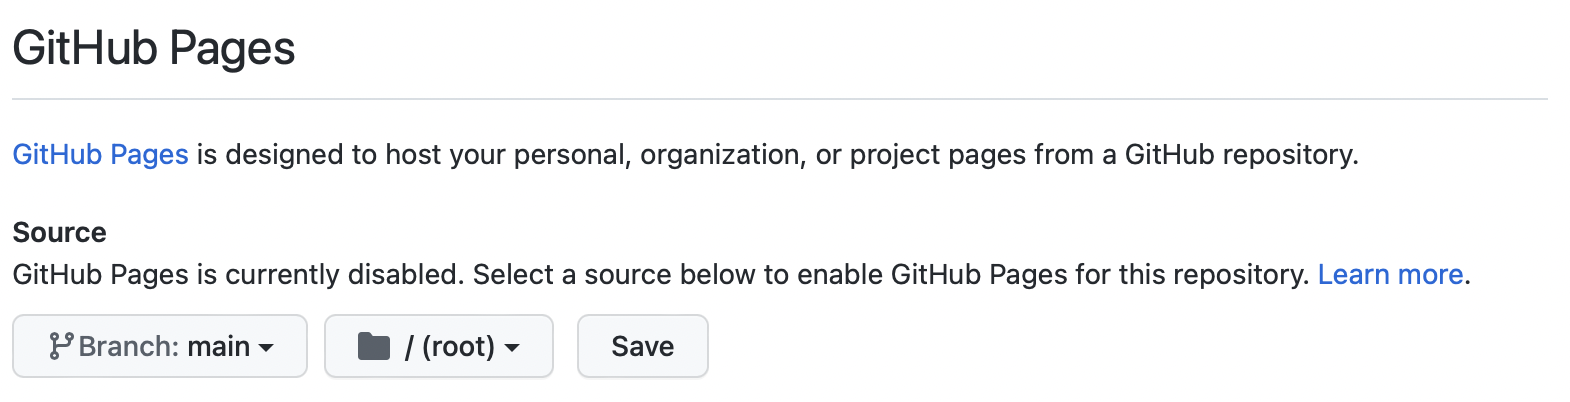 GitHub Pages
GitHub Pages is designed to host your personal, organization, or project pages from a GitHub repository.
Source
GitHub Pages is currently disabled. Select a source below to enable GitHub Pages for this repository. Learn more.
Branch: main / (root) Save